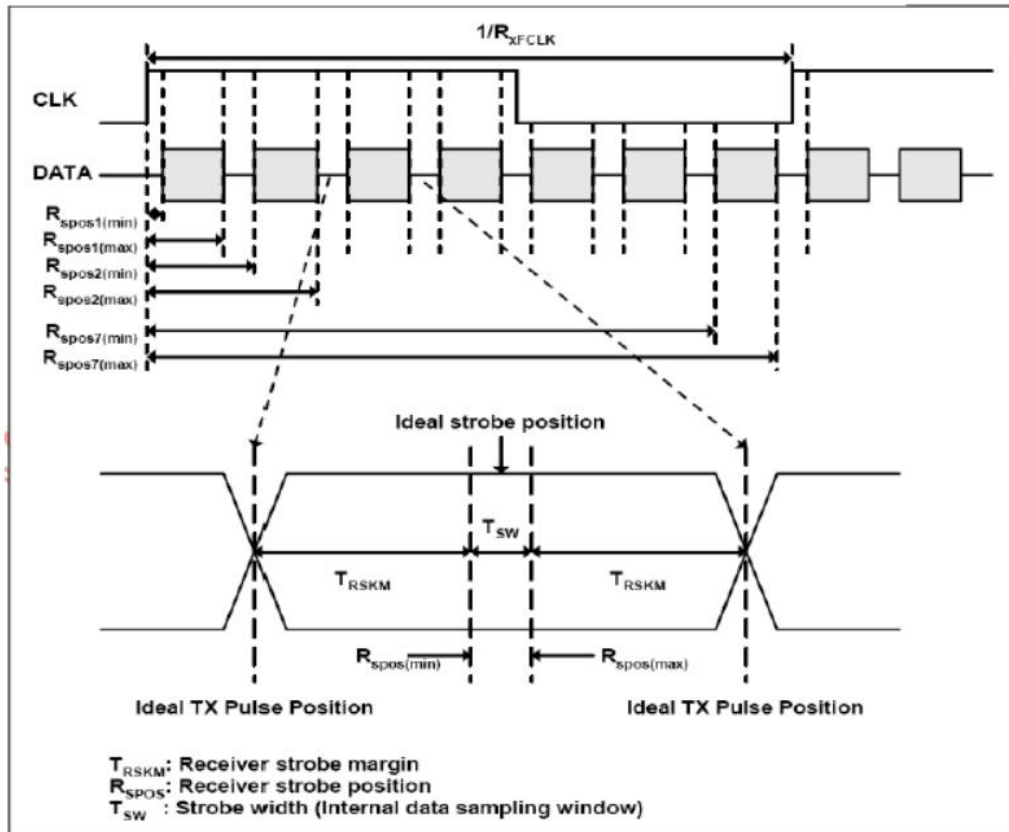 1/RxFCLK
CLK
DATA
Rspos1(min)
Rspos1(max)
Rspos2(min)
Rspos2(max)
Rspos7(min)
Rspos7(max)
Ideal strobe position
TSW
TRSKM TRSKM
Rspos(min) Rspos(max)
Ideal TX Pulse Position Ideal TX Pulse Position
TRSKM: Receiver strobe margin
RSPOS: Receiver strobe position
TSW : Strobe width (Internal data sampling window)